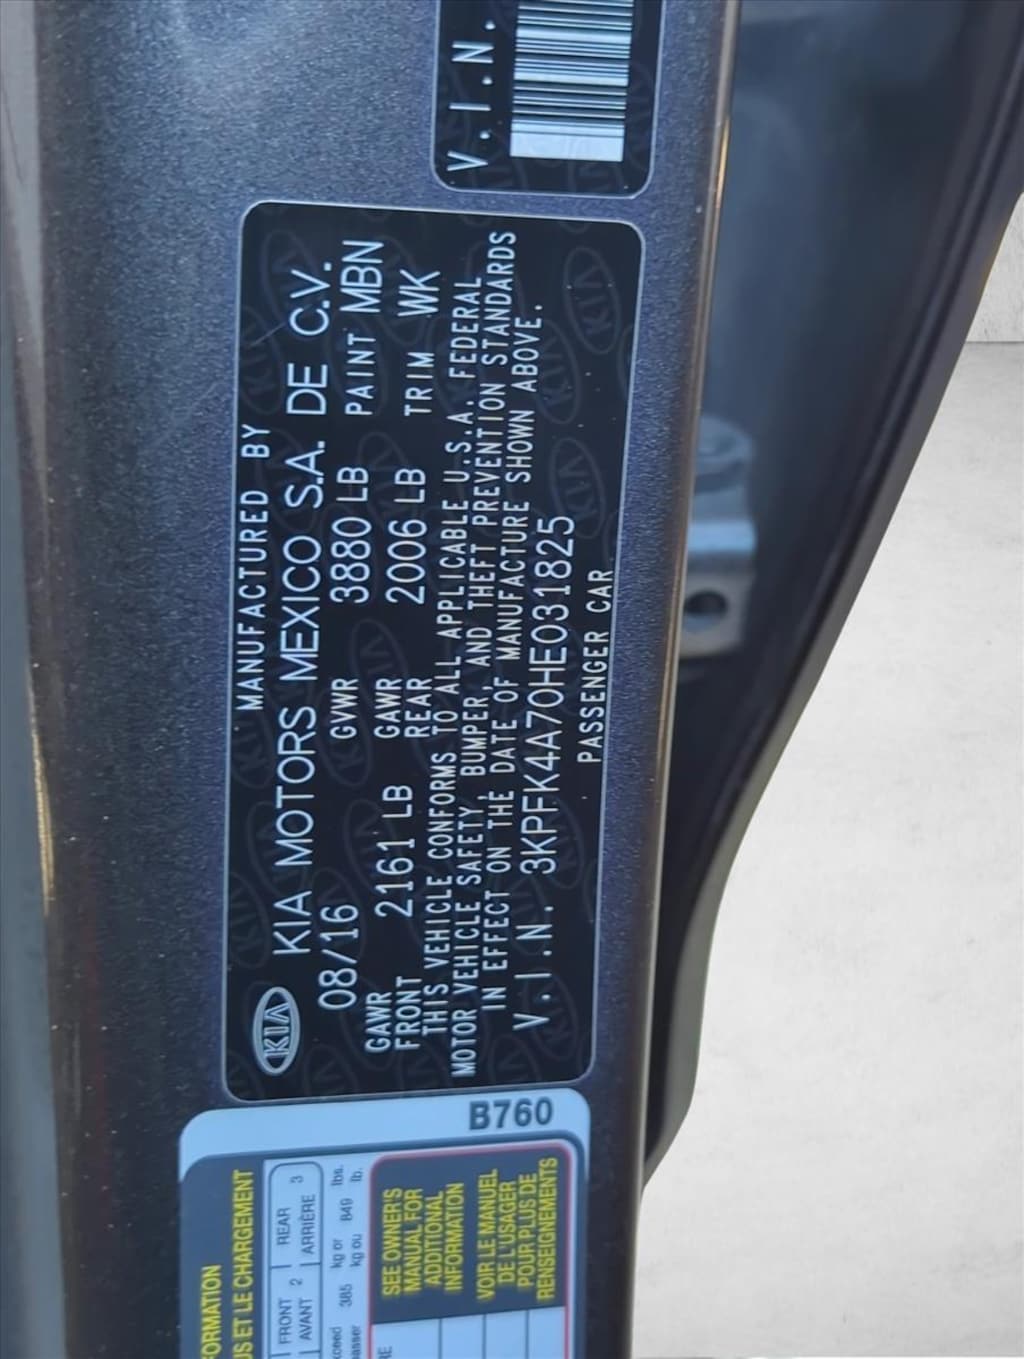 MANUFACTURED BY
KIA KIA MOTORS MEXICO S.A. DE C.V.
08/16 GVWR 3880 LB PAINT MBN
GAWR FRONT 2161 LB GAWR REAR 2006 LB TRIM WK
THIS VEHICLE CONFORMS TO ALL APPLICABLE U.S.A. FEDERAL
MOTOR VEHICLE SAFETY, BUMPER, AND THEFT PREVENTION STANDARDS
IN EFFECT ON THE DATE OF MANUFACTURE SHOWN ABOVE.
V.I.N. 3KPFK4A70HE031825
PASSENGER CAR
V.I.N.
B760
US ET LE CHARGEMENT
FRONT 2 REAR 3
AVANT ARRIÈRE
385 kg or 849 lbs.
kg ou lb.
SEE OWNER'S
MANUAL FOR
ADDITIONAL
INFORMATION
VOIR LE MANUEL
DE L'USAGER
POUR PLUS DE
RENSEIGNEMENTS